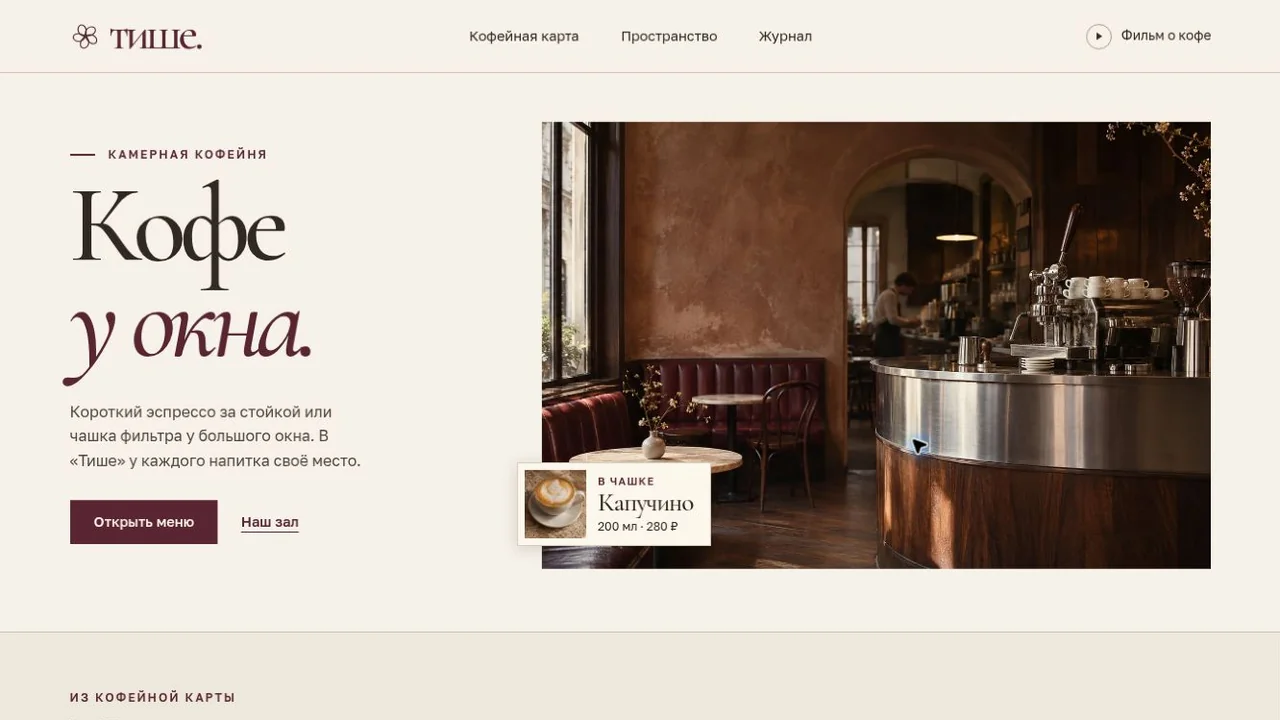 тише.
Кофейная карта
Пространство
Журнал
Фильм о кофе
КАМЕРНАЯ КОФЕЙНЯ
Кофе
у окна.
Короткий эспрессо за стойкой или
чашка фильтра у большого окна. В
«Тише» у каждого напитка своё место.
Открыть меню
Наш зал
В ЧАШКЕ
Капучино
200 мл · 280 ₽
ИЗ КОФЕЙНОЙ КАРТЫ